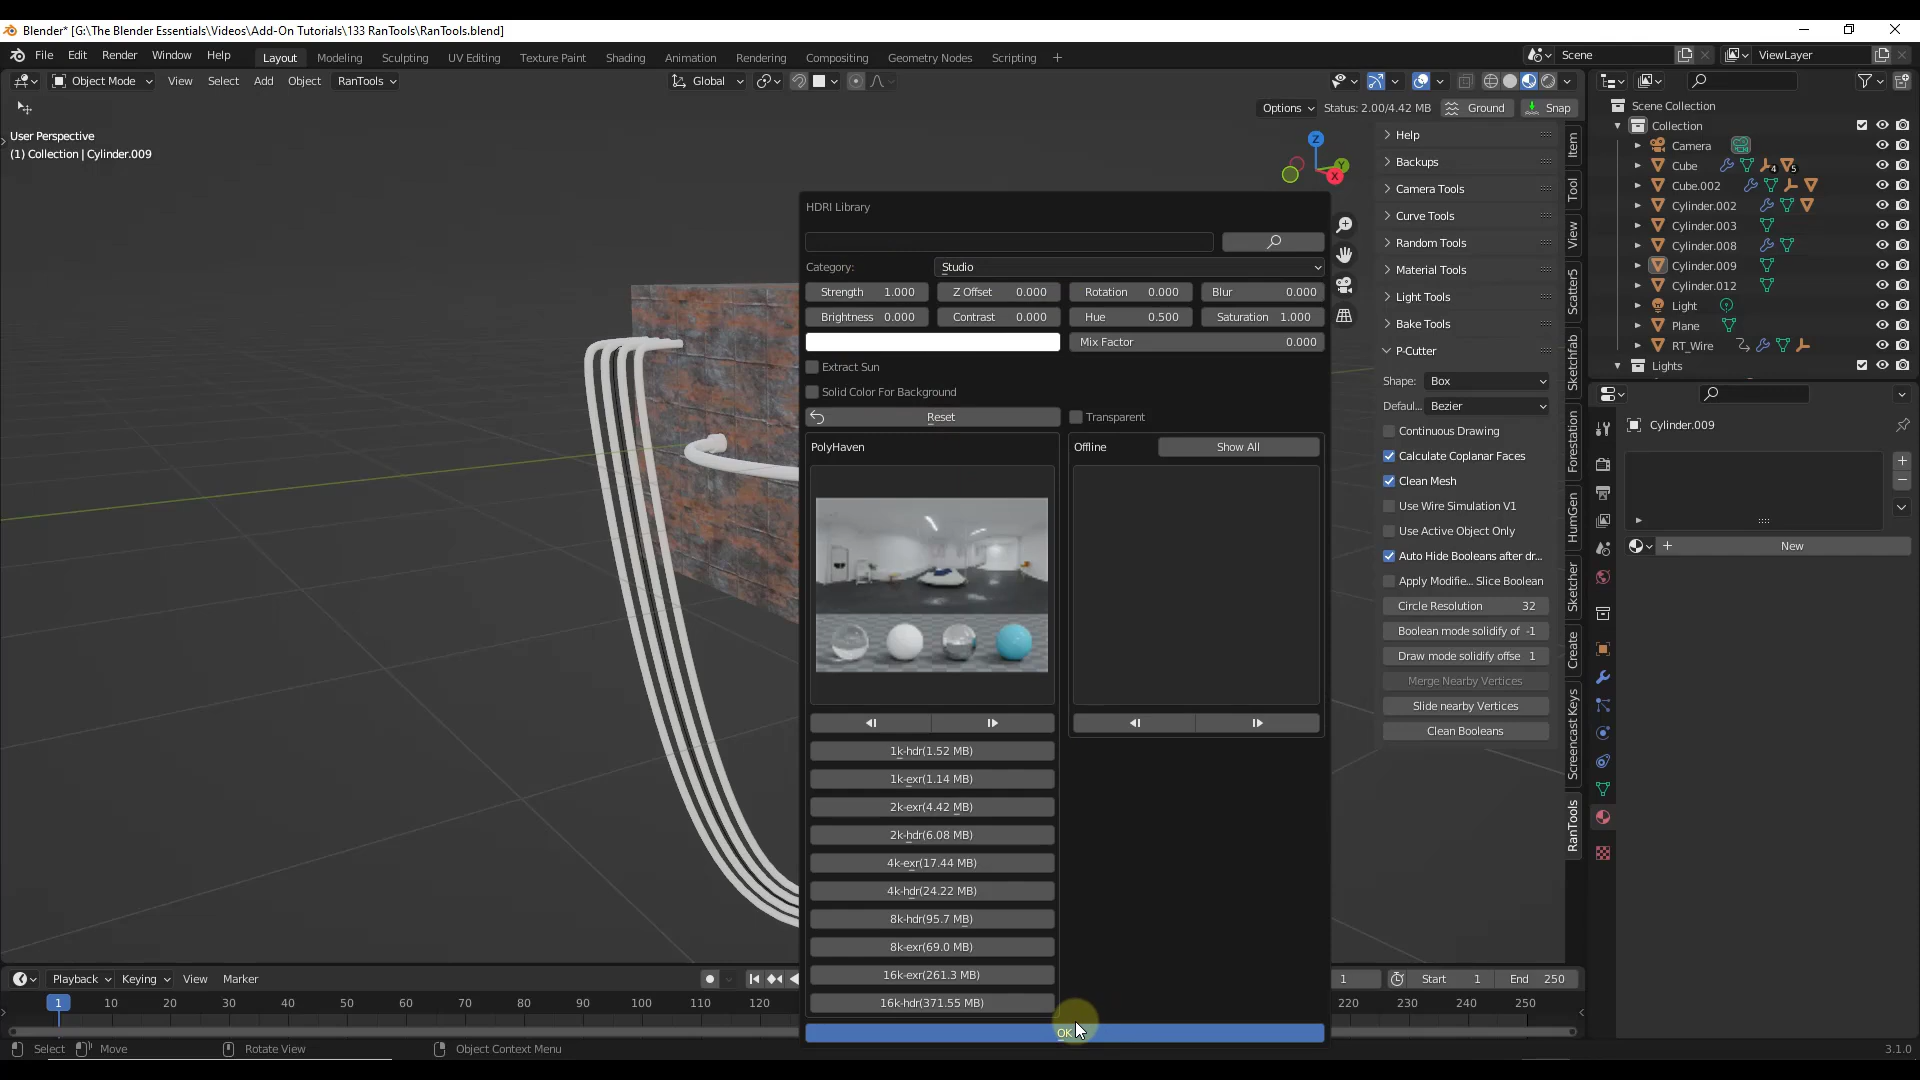 Blender* [G:\The Blender Essentials\Videos\Add-On Tutorials\133 RanTools\RanTools.blend]
File Edit Render Window Help Layout Modeling Sculpting UV Editing Texture Paint Shading Animation Rendering Compositing Geometry Nodes Scripting + Scene ViewLayer
Object Mode View Select Add Object RanTools Global
Options Status: 2.00/4.42 MB Ground Snap
User Perspective
(1) Collection | Cylinder.009
Z
Y
X
HDRI Library
Category: Studio
Strength 1.000 Z Offset 0.000 Rotation 0.000 Blur 0.000
Brightness 0.000 Contrast 0.000 Hue 0.500 Saturation 1.000
Mix Factor 0.000
Extract Sun
Solid Color For Background
Reset Transparent
PolyHaven Offline Show All
1k-hdr(1.52 MB)
1k-exr(1.14 MB)
2k-exr(4.42 MB)
2k-hdr(6.08 MB)
4k-exr(17.44 MB)
4k-hdr(24.22 MB)
8k-hdr(95.7 MB)
8k-exr(69.0 MB)
16k-exr(261.3 MB)
16k-hdr(371.55 MB)
OK
Help
Backups
Camera Tools
Curve Tools
Random Tools
Material Tools
Light Tools
Bake Tools
P-Cutter
Shape: Box
Defaul... Bezier
Continuous Drawing
Calculate Coplanar Faces
Clean Mesh
Use Wire Simulation V1
Use Active Object Only
Auto Hide Booleans after dr...
Apply Modifie... Slice Boolean
Circle Resolution 32
Boolean mode solidify of -1
Draw mode solidify offse 1
Merge Nearby Vertices
Slide nearby Vertices
Clean Booleans
Item
Tool
View
Scatter5
Sketchfab
Forestation
HumGen
Sketcher
Create
Screencast Keys
RanTools
Scene Collection
Collection
Camera
Cube 4 5
Cube.002
Cylinder.002
Cylinder.003
Cylinder.008
Cylinder.009
Cylinder.012
Light
Plane
RT_Wire
Lights
Cylinder.009
New
Playback Keying View Marker 1 Start 1 End 250
1 10 20 30 40 50 60 70 80 90 100 110 120 220 230 240 250
Select Move Rotate View Object Context Menu 3.1.0